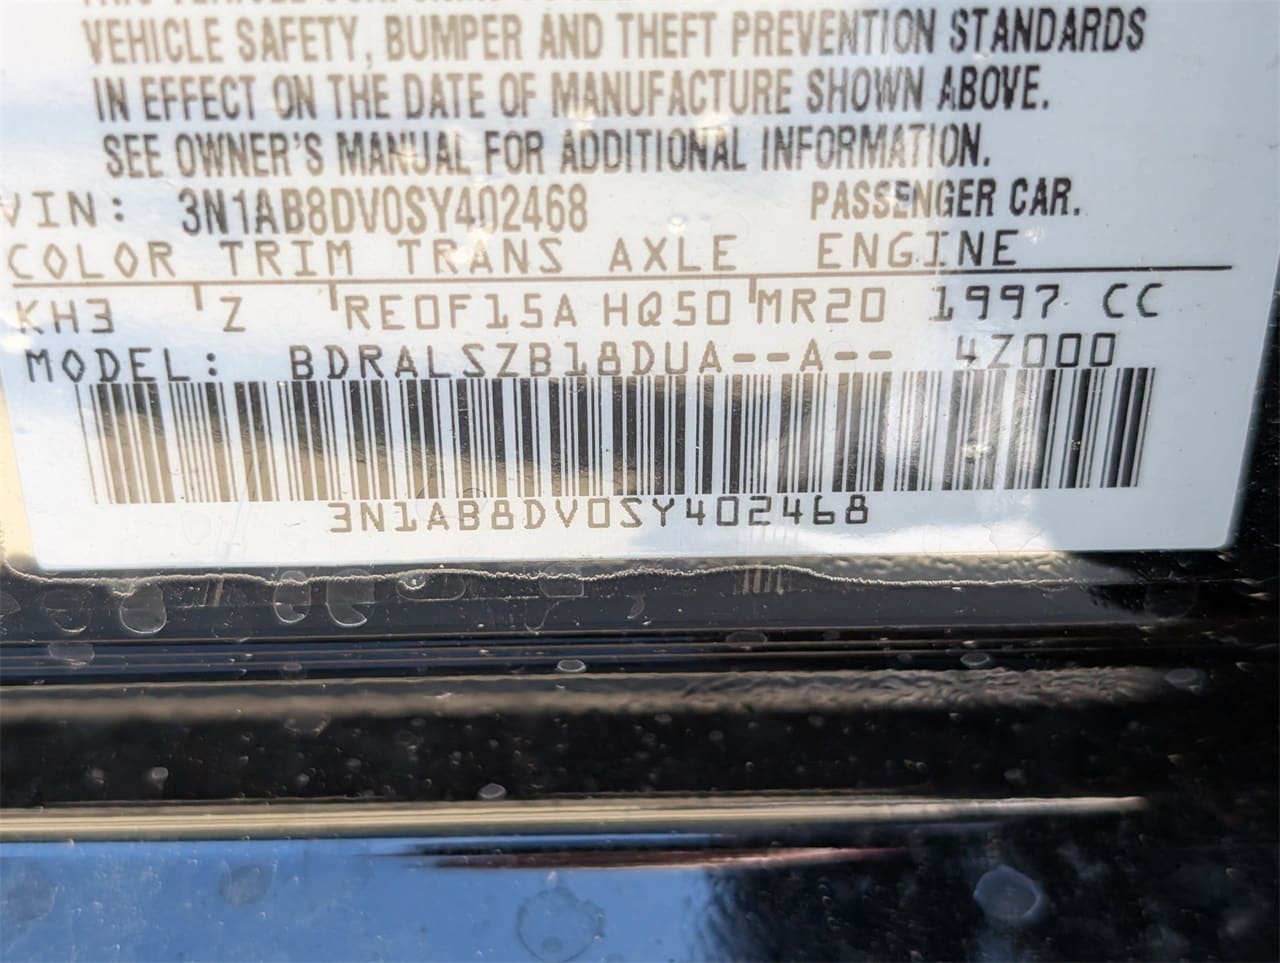 VEHICLE SAFETY, BUMPER AND THEFT PREVENTION STANDARDS
IN EFFECT ON THE DATE OF MANUFACTURE SHOWN ABOVE.
SEE OWNER'S MANUAL FOR ADDITIONAL INFORMATION.
VIN: 3N1AB8DV0SY402468 PASSENGER CAR.
COLOR TRIM TRANS AXLE ENGINE
KH3 Z RE0F15A HQ50 MR20 1997 CC
MODEL: BDRALSZB18DUA--A-- 4Z000
3N1AB8DV0SY402468